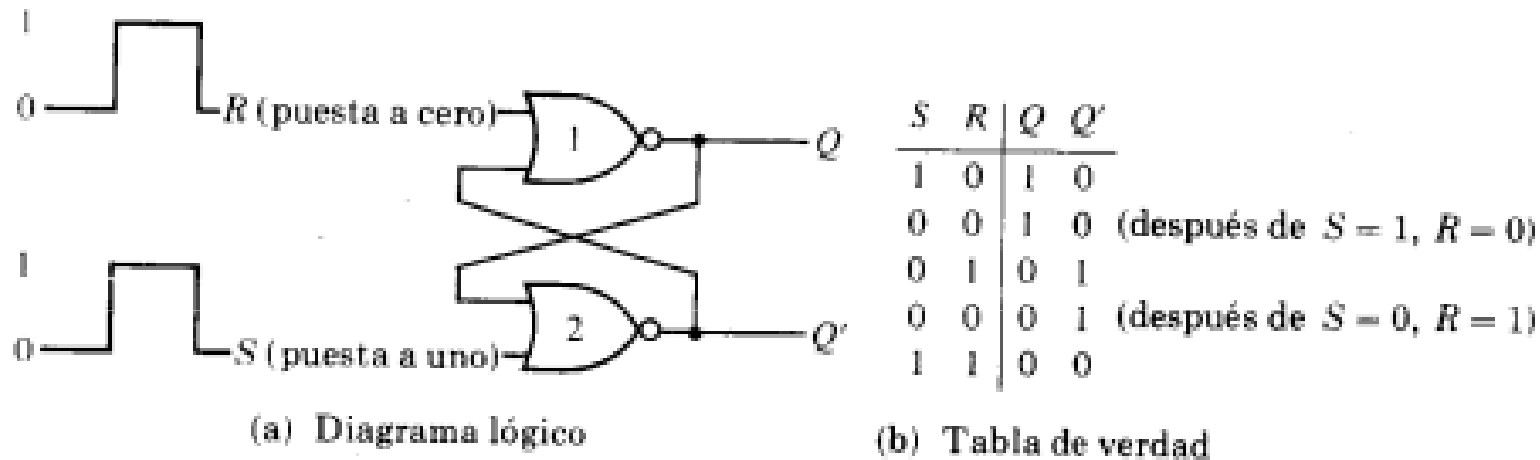 1
0
R (puesta a cero)
1
Q
1
0
S (puesta a uno)
2
Q'
(a) Diagrama lógico
S R Q Q'
1 0 1 0
0 0 1 0 (después de S = 1, R = 0)
0 1 0 1
0 0 0 1 (después de S = 0, R = 1)
1 1 0 0
(b) Tabla de verdad